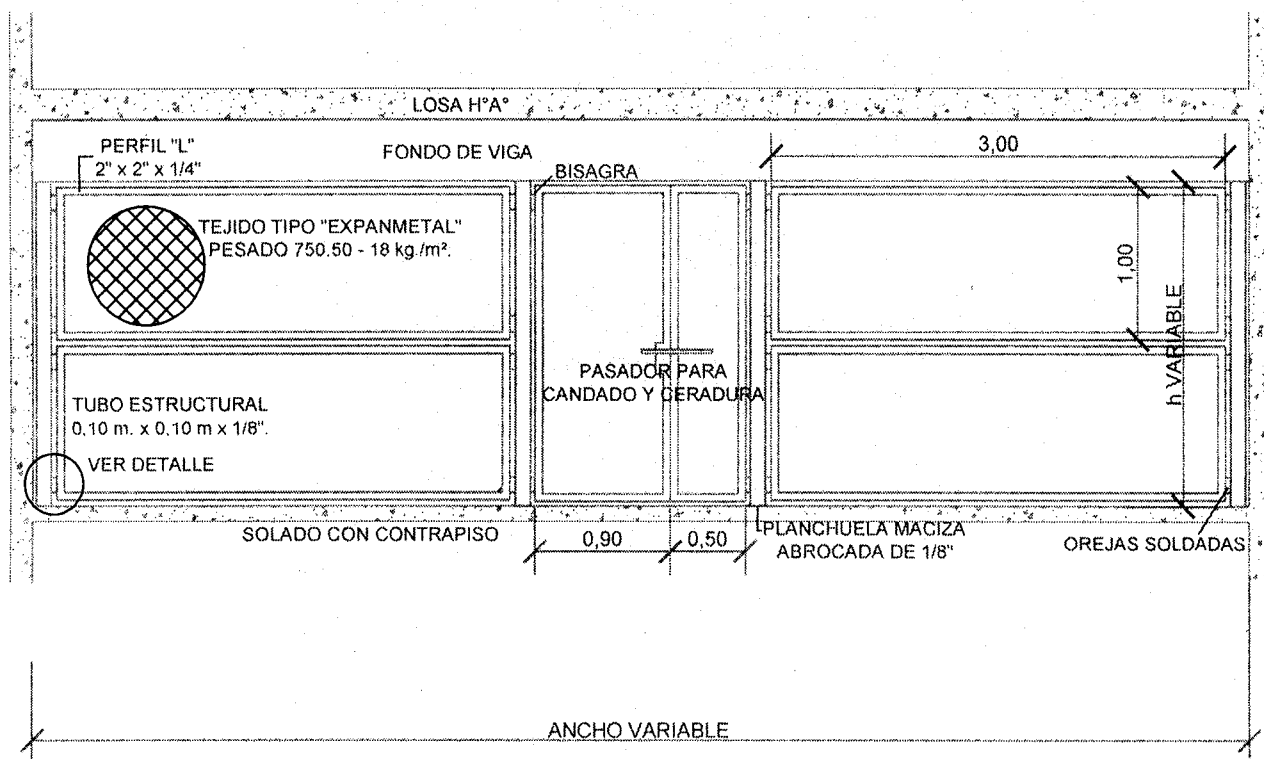 LOSA H°A°
PERFIL "L"
2" x 2" x 1/4"
FONDO DE VIGA
BISAGRA
3,00
TEJIDO TIPO "EXPANMETAL"
PESADO 750.50 - 18 kg./m².
1,00
h VARIABLE
PASADOR PARA
CANDADO Y CERADURA
TUBO ESTRUCTURAL
0,10 m. x 0,10 m x 1/8".
VER DETALLE
SOLADO CON CONTRAPISO
0,90
0,50
PLANCHUELA MACIZA
ABROCADA DE 1/8"
OREJAS SOLDADAS
ANCHO VARIABLE